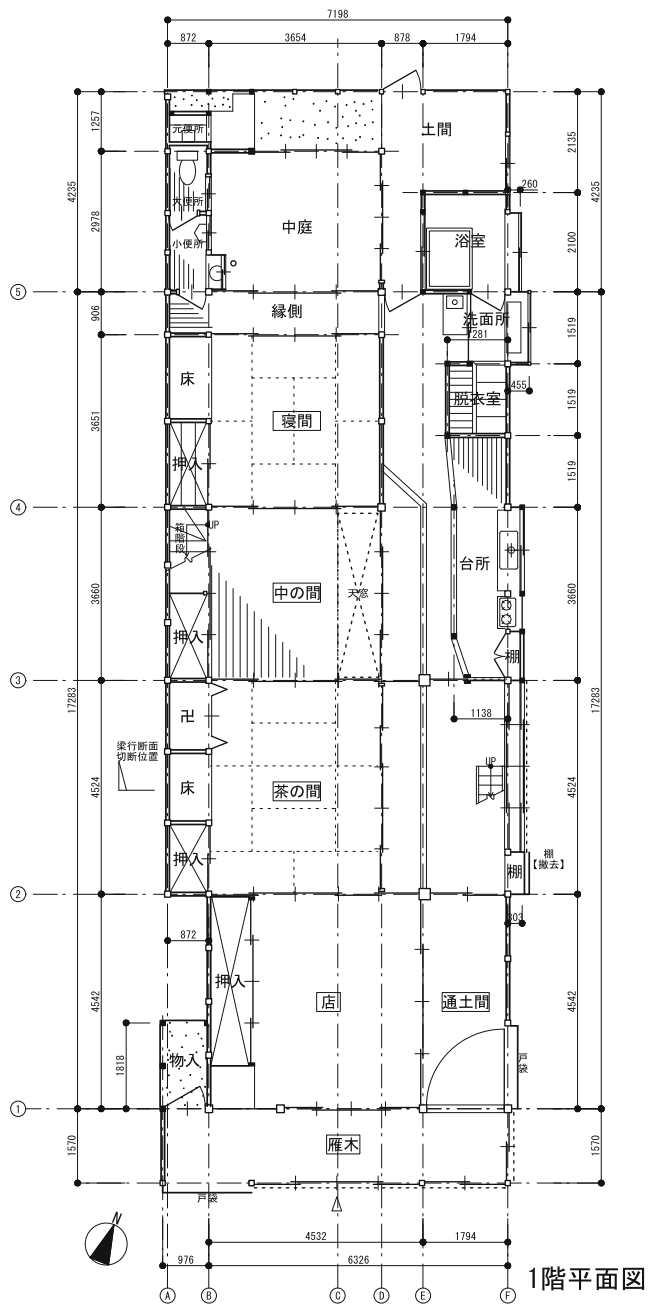 7198
872 3654 878 1794
1257
4235
2978
906
3651
3660
17283
4524
4542
1818
1570
2135
4235
260
2100
1519
1519
455
1519
3660
17283
4524
4542
1570
元便所
土間
大便所
小便所
中庭
浴室
縁側
洗面所
1281
床
寝間
脱衣室
押入
箱階段
UP
中の間
天窓
台所
押入
棚
卍
1138
梁行断面
切断位置
床
茶の間
UP
押入
棚
棚
【撤去】
303
872
押入
店
通土間
物入
戸袋
雁木
戸袋
4532 1794
976 6326
N
A B C D E F
5
4
3
2
1
1階平面図